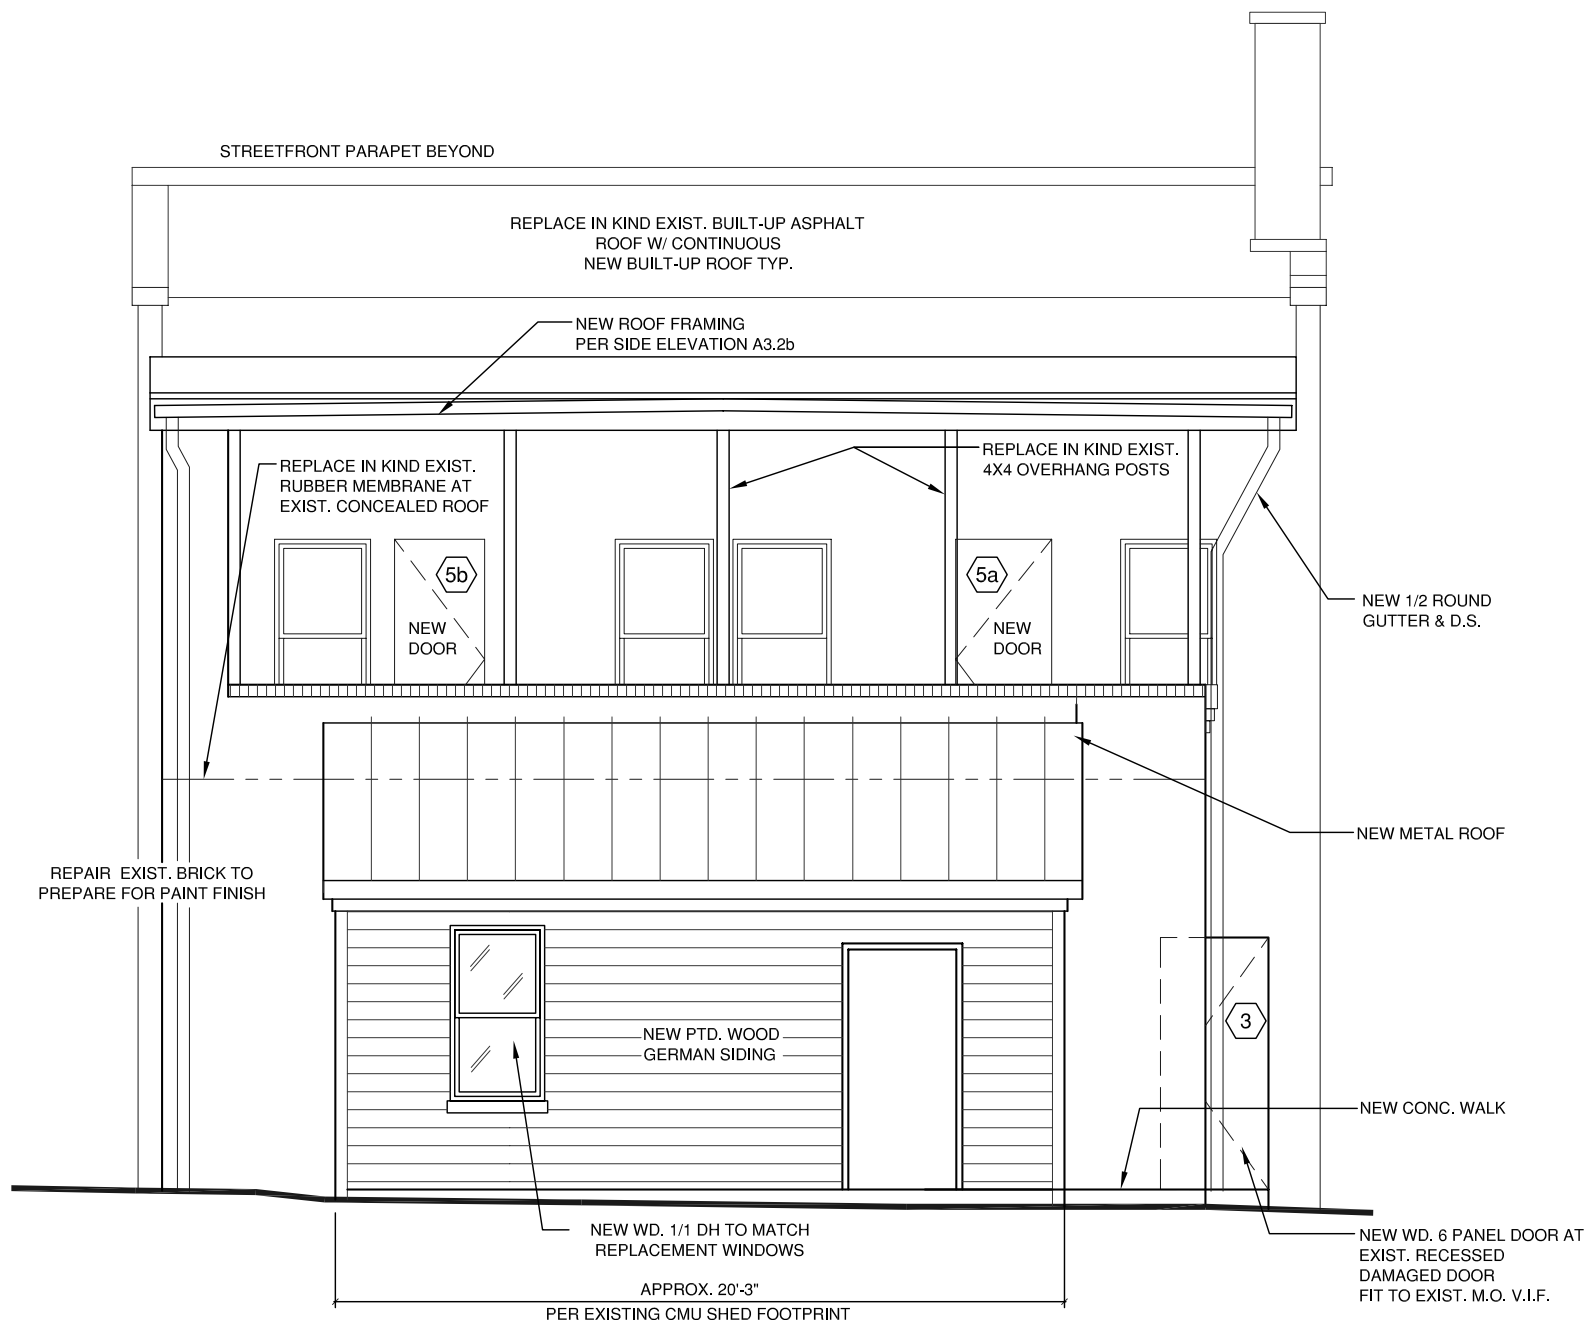 STREETFRONT PARAPET BEYOND
REPLACE IN KIND EXIST. BUILT-UP ASPHALT
ROOF W/ CONTINUOUS
NEW BUILT-UP ROOF TYP.
NEW ROOF FRAMING
PER SIDE ELEVATION A3.2b
REPLACE IN KIND EXIST.
RUBBER MEMBRANE AT
EXIST. CONCEALED ROOF
REPLACE IN KIND EXIST.
4X4 OVERHANG POSTS
5b
NEW
DOOR
5a
NEW
DOOR
NEW 1/2 ROUND
GUTTER & D.S.
NEW METAL ROOF
REPAIR EXIST. BRICK TO
PREPARE FOR PAINT FINISH
NEW PTD. WOOD
GERMAN SIDING
3
NEW CONC. WALK
NEW WD. 1/1 DH TO MATCH
REPLACEMENT WINDOWS
NEW WD. 6 PANEL DOOR AT
EXIST. RECESSED
DAMAGED DOOR
FIT TO EXIST. M.O. V.I.F.
APPROX. 20'-3"
PER EXISTING CMU SHED FOOTPRINT